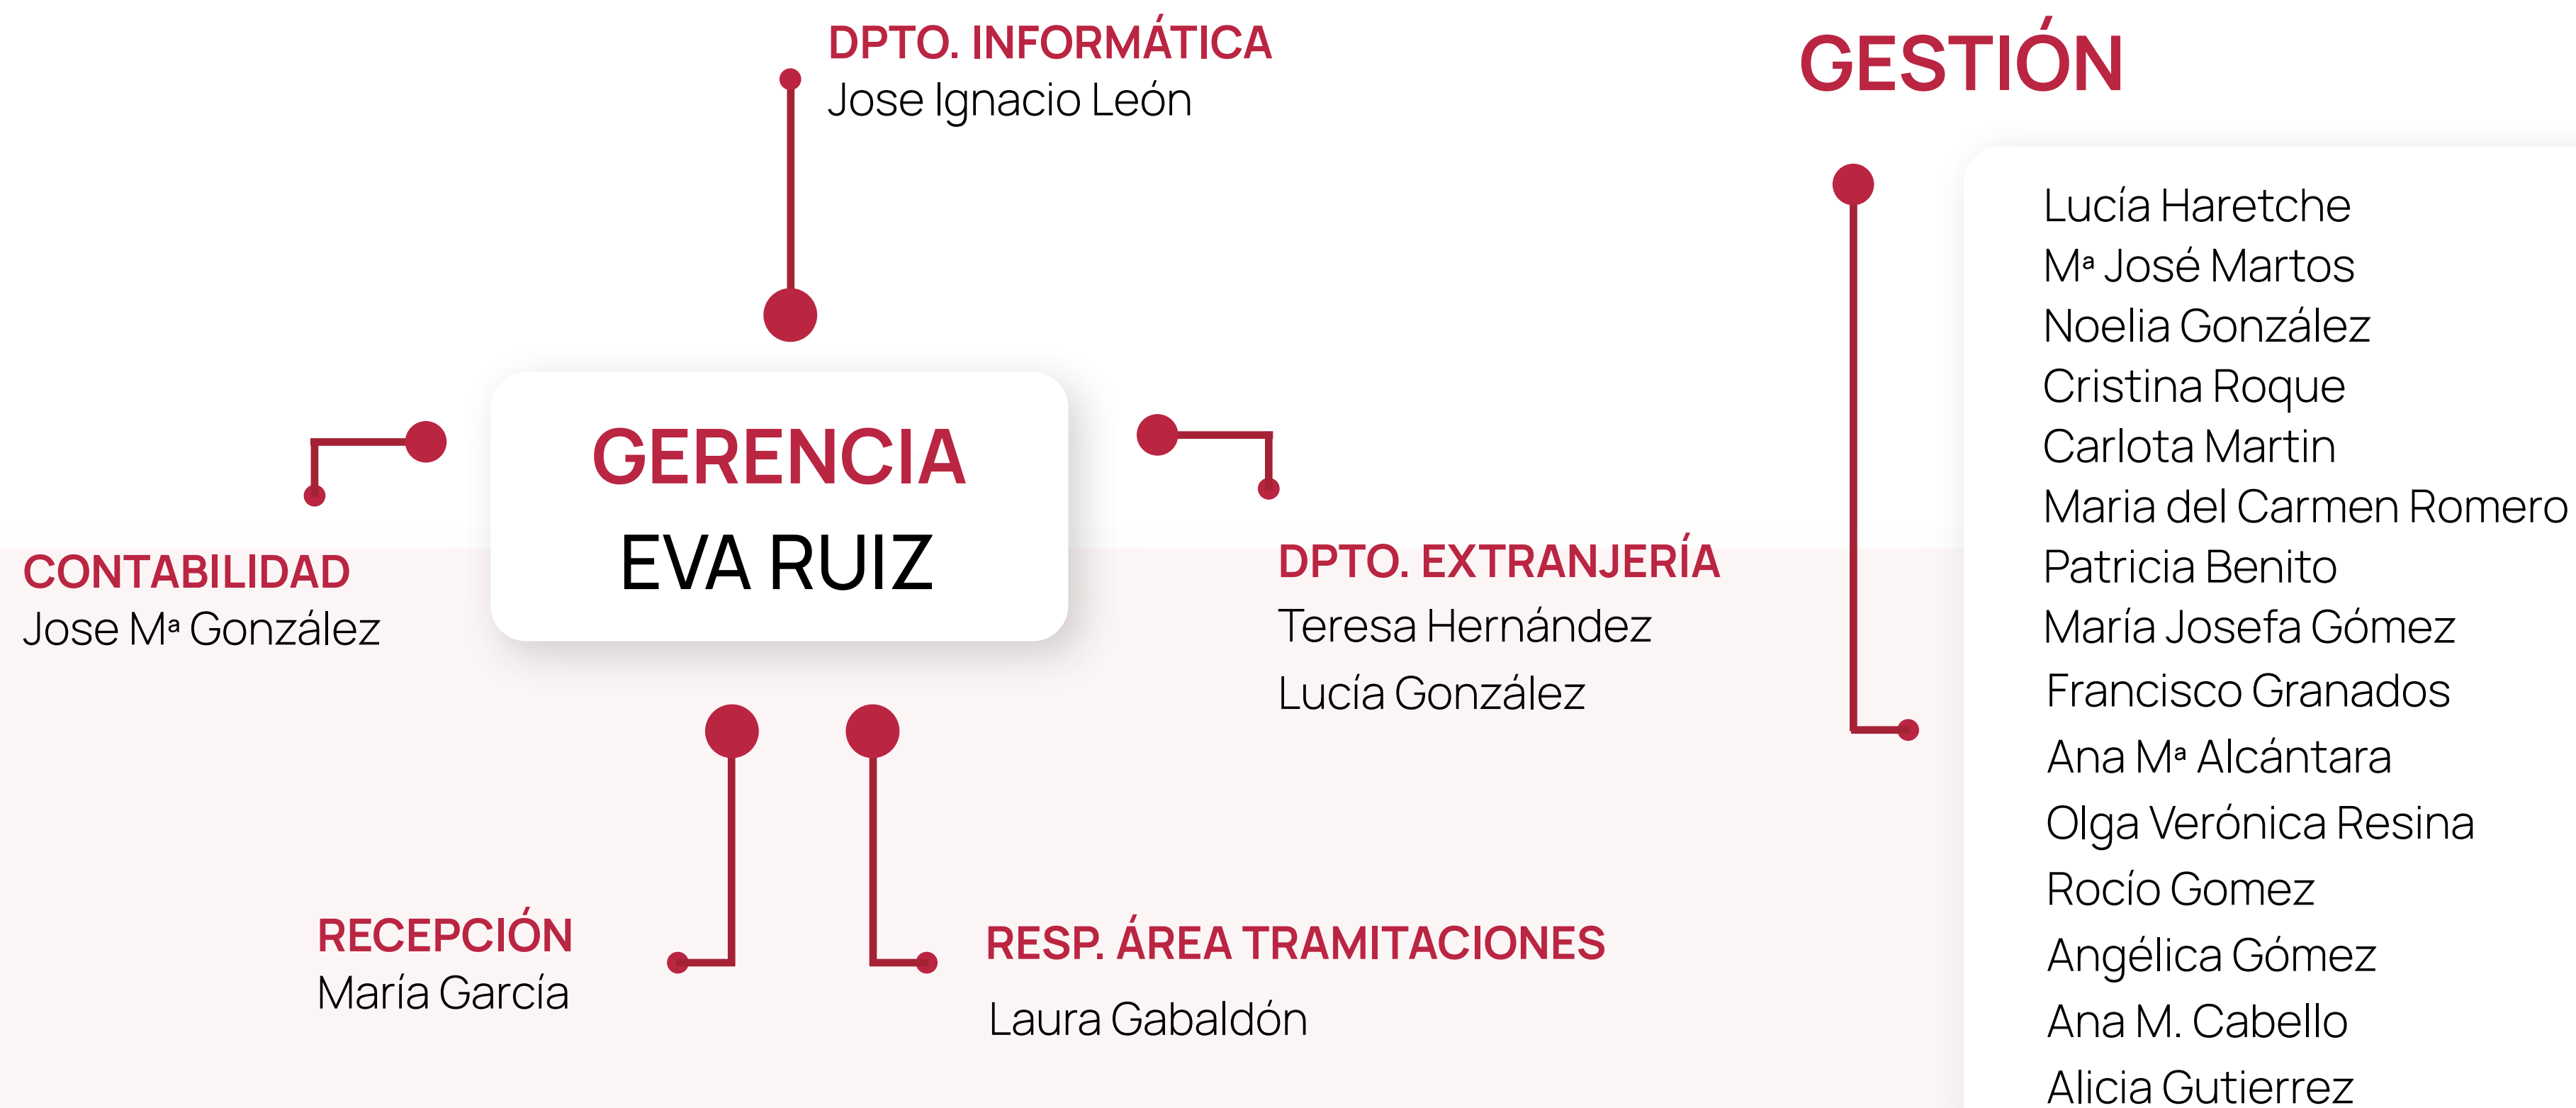 DPTO. INFORMÁTICA
Jose Ignacio León
GERENCIA
EVA RUIZ
CONTABILIDAD
Jose Mª González
DPTO. EXTRANJERÍA
Teresa Hernández
Lucía González
RECEPCIÓN
María García
RESP. ÁREA TRAMITACIONES
Laura Gabaldón
GESTIÓN
Lucía Haretche
Mª José Martos
Noelia González
Cristina Roque
Carlota Martin
Maria del Carmen Romero
Patricia Benito
María Josefa Gómez
Francisco Granados
Ana Mª Alcántara
Olga Verónica Resina
Rocío Gomez
Angélica Gómez
Ana M. Cabello
Alicia Gutierrez